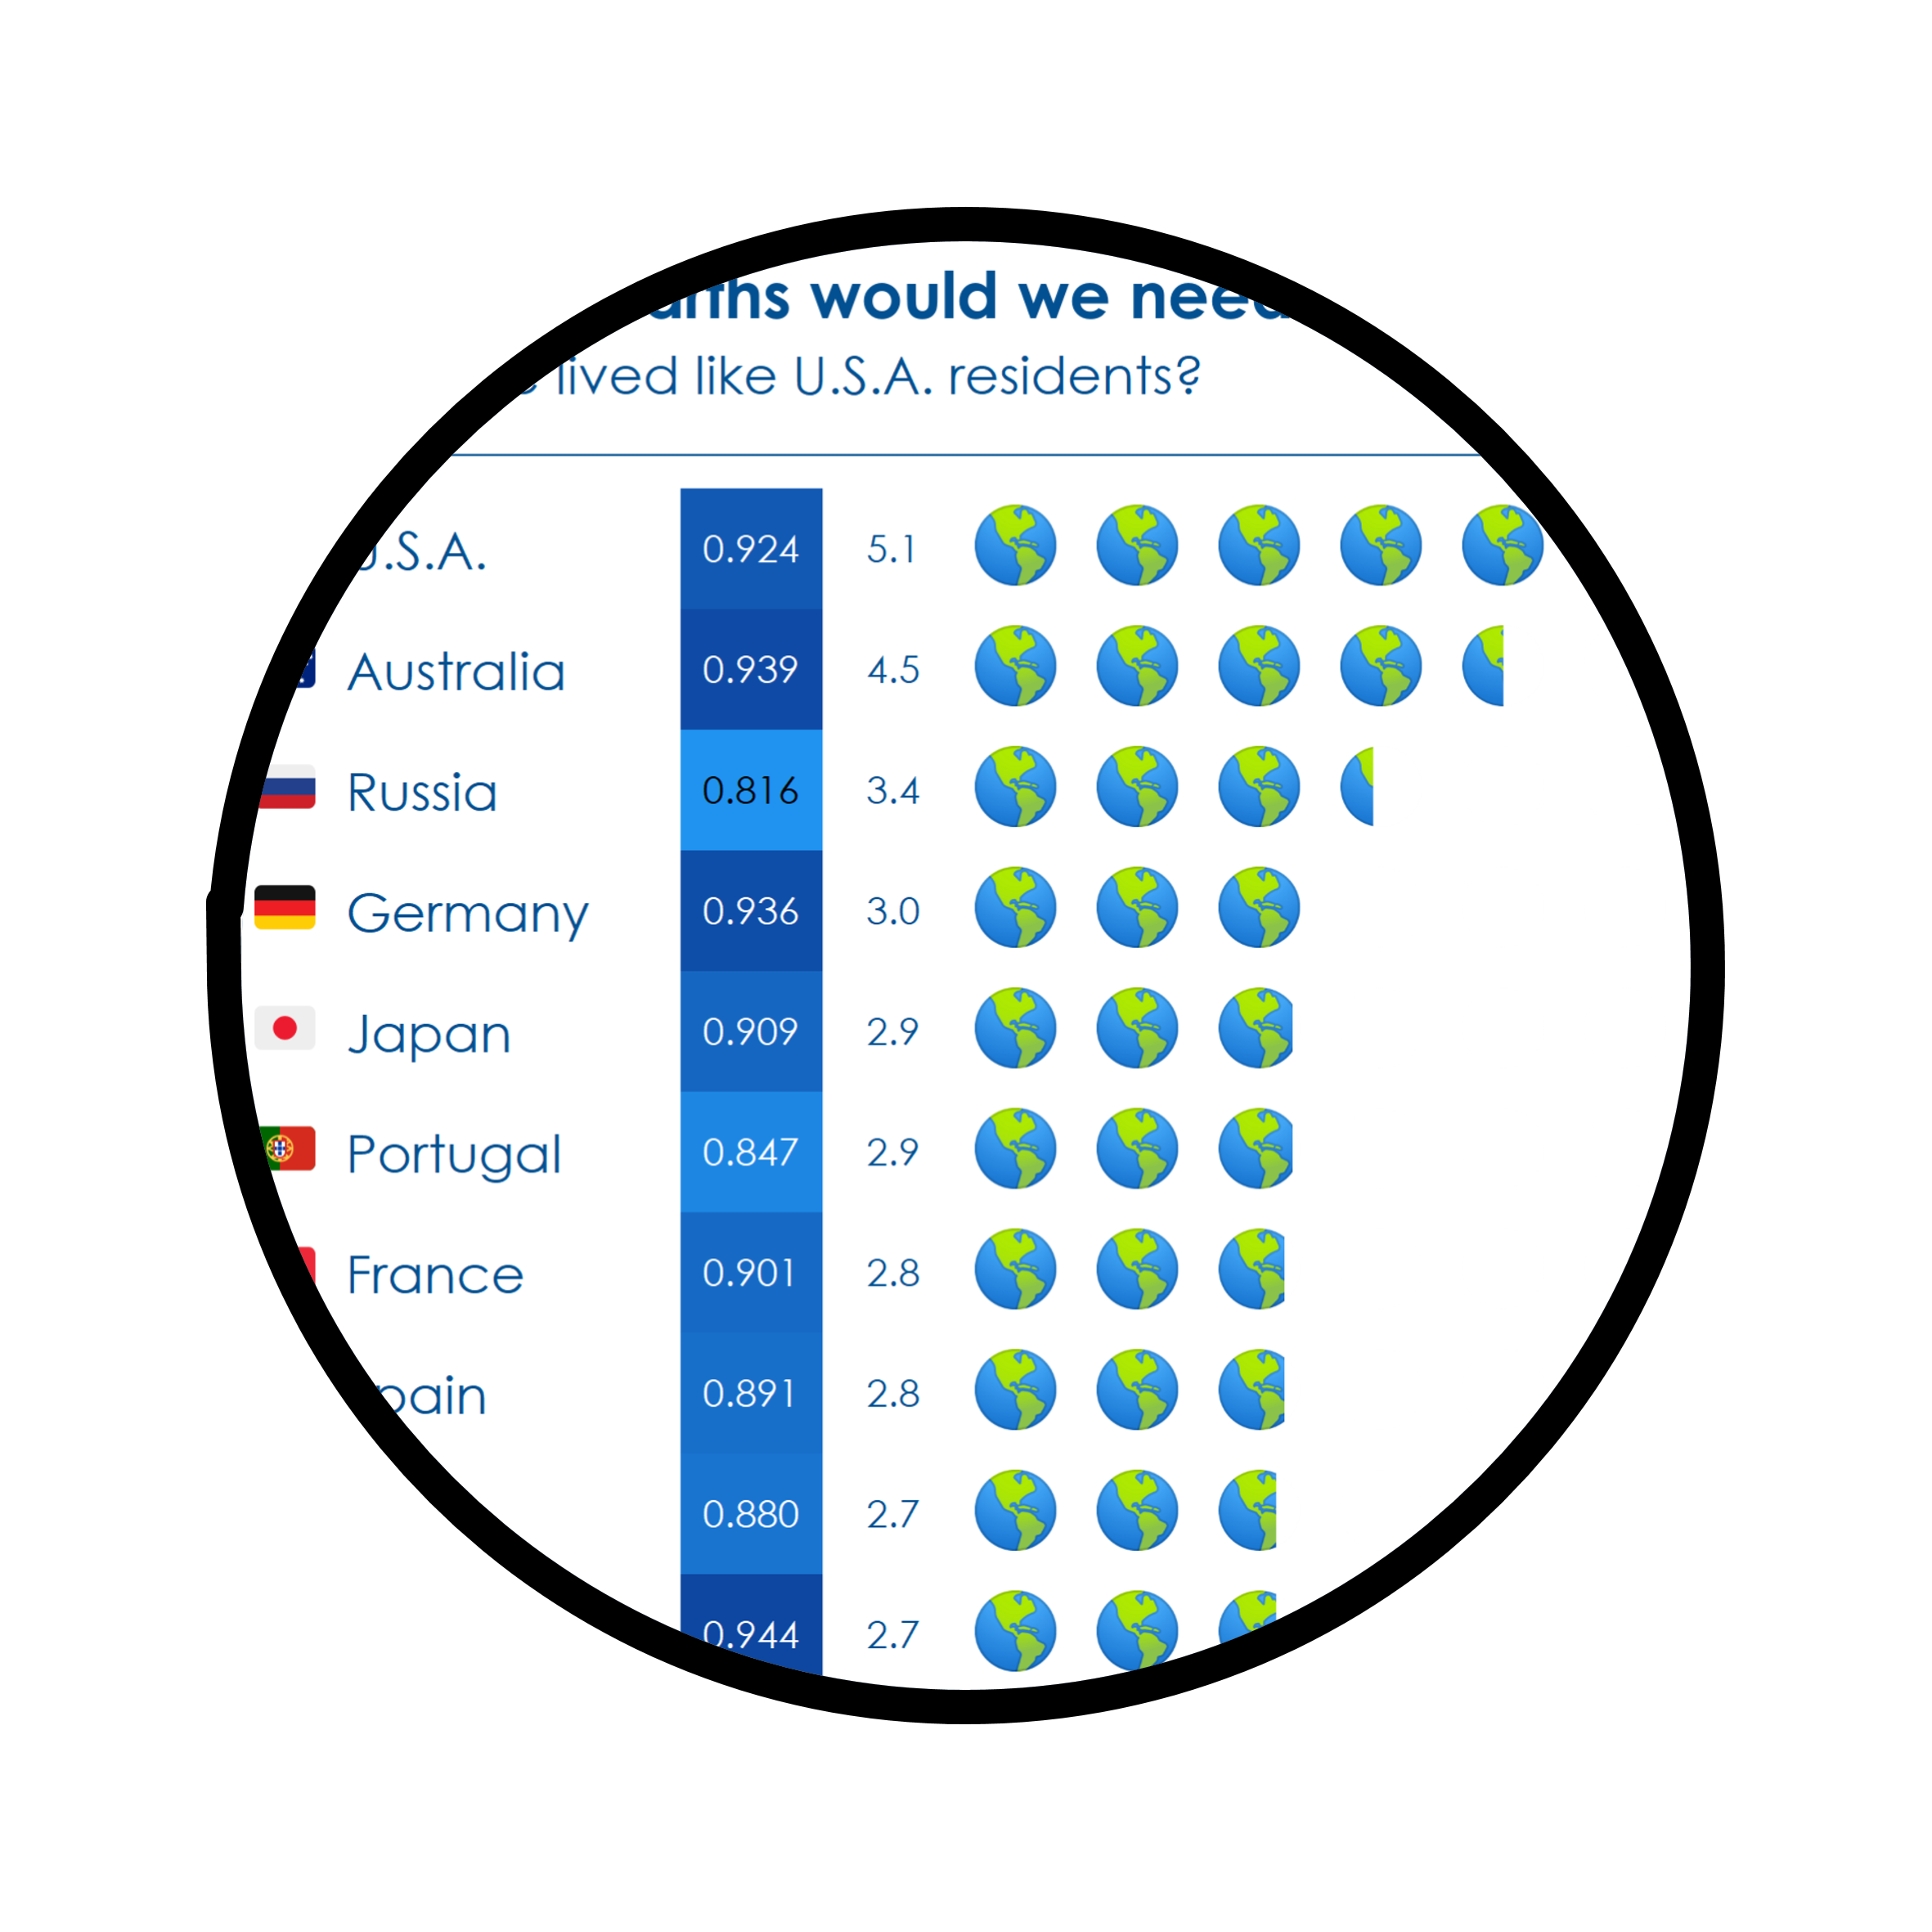 would we need
lived like U.S.A. residents?
U.S.A. 0.924 5.1
Australia 0.939 4.5
Russia 0.816 3.4
Germany 0.936 3.0
Japan 0.909 2.9
Portugal 0.847 2.9
France 0.901 2.8
Spain 0.891 2.8
0.880 2.7
0.944 2.7